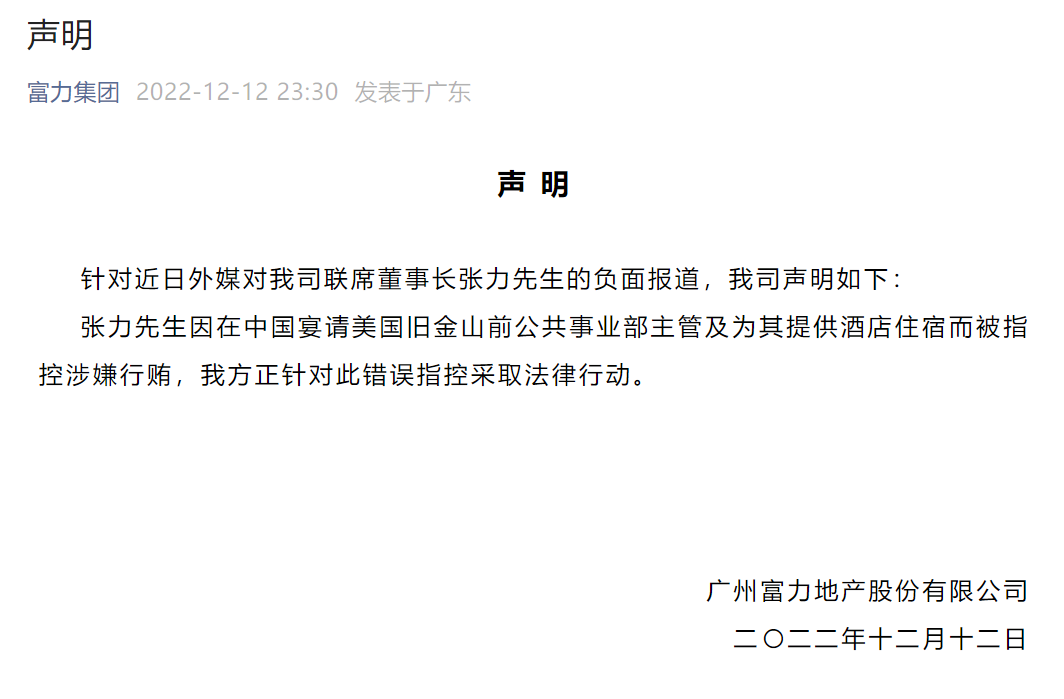 声明
富力集团 2022-12-12 23:30 发表于广东
声 明
针对近日外媒对我司联席董事长张力先生的负面报道，我司声明如下：
张力先生因在中国宴请美国旧金山前公共事业部主管及为其提供酒店住宿而被指
控涉嫌行贿，我方正针对此错误指控采取法律行动。
广州富力地产股份有限公司
二〇二二年十二月十二日